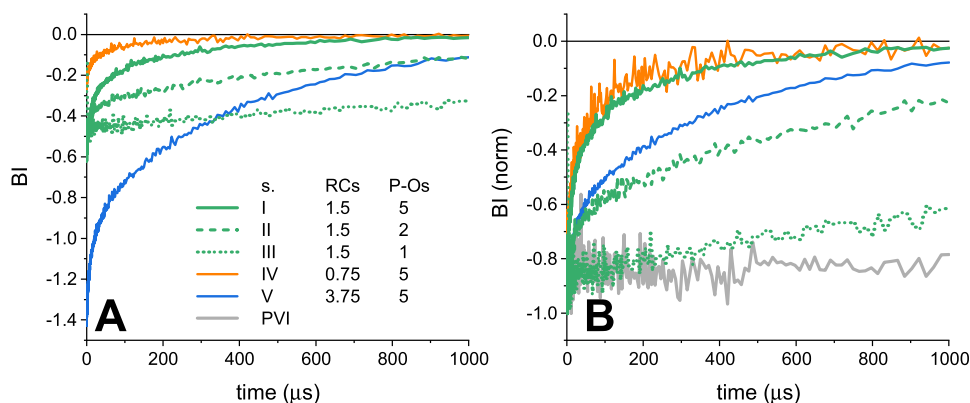 0.0
-0.2
-0.4
-0.6
-0.8
-1.0
-1.2
-1.4
BI
0 200 400 600 800 1000
time (μs)
A
s. RCs P-Os
I 1.5 5
II 1.5 2
III 1.5 1
IV 0.75 5
V 3.75 5
PVI
0.0
-0.2
-0.4
-0.6
-0.8
-1.0
BI (norm)
0 200 400 600 800 1000
time (μs)
B